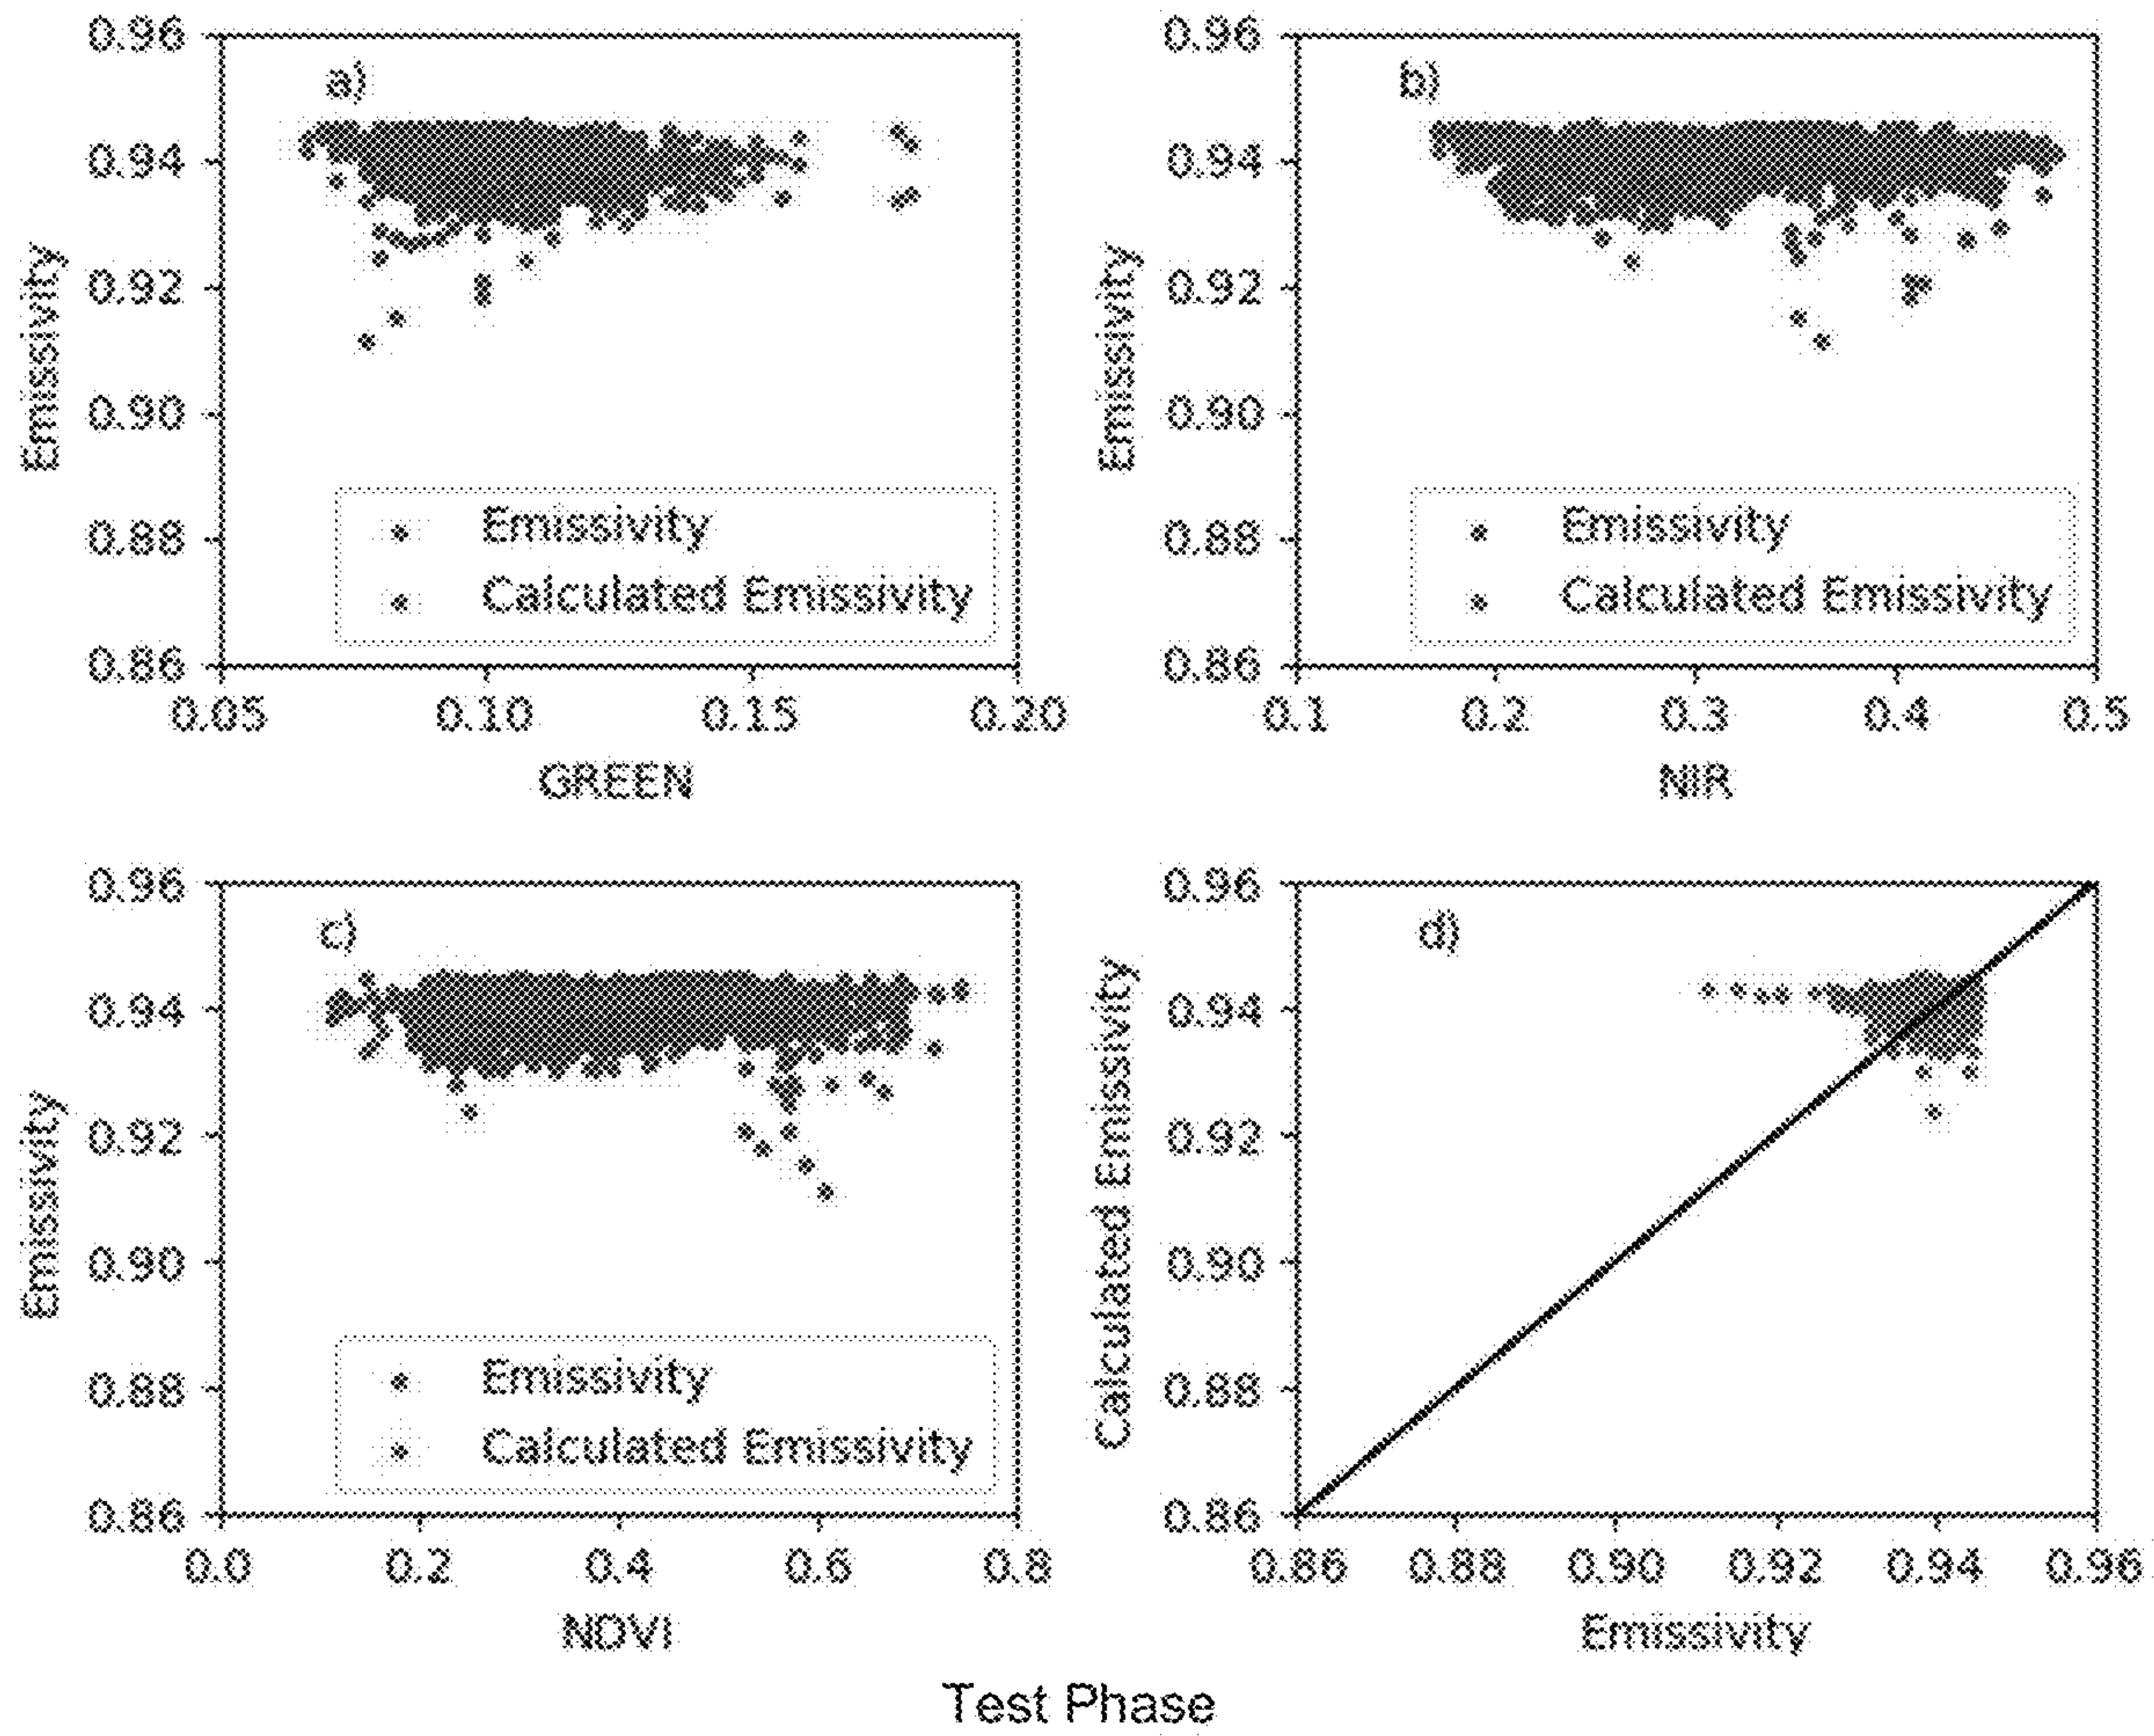 a)
0.96
0.94
0.92
0.90
0.88
0.86
Emissivity
Emissivity
Calculated Emissivity
0.05 0.10 0.15 0.20
GREEN
b)
0.96
0.94
0.92
0.90
0.88
0.86
Emissivity
Emissivity
Calculated Emissivity
0.1 0.2 0.3 0.4 0.5
NIR
c)
0.96
0.94
0.92
0.90
0.88
0.86
Emissivity
Emissivity
Calculated Emissivity
0.0 0.2 0.4 0.6 0.8
NDVI
d)
0.96
0.94
0.92
0.90
0.88
0.86
Calculated Emissivity
0.86 0.88 0.90 0.92 0.94 0.96
Emissivity
Test Phase